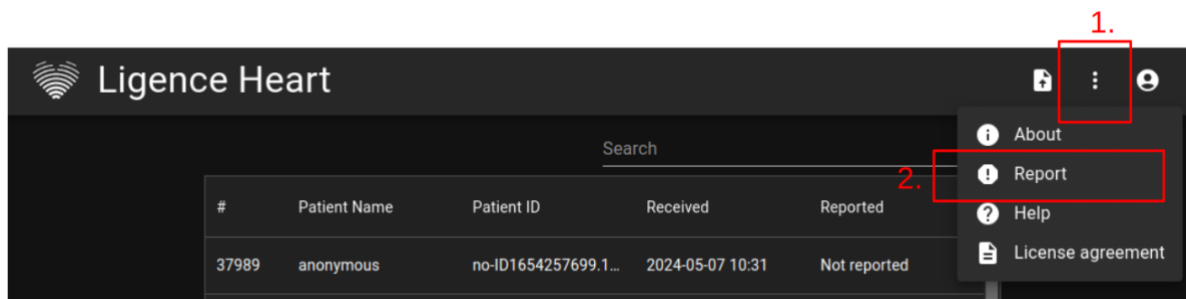 1.
Ligence Heart
About
Search
2.
Report
# Patient Name Patient ID Received Reported
Help
37989 anonymous no-ID1654257699.1... 2024-05-07 10:31 Not reported
License agreement